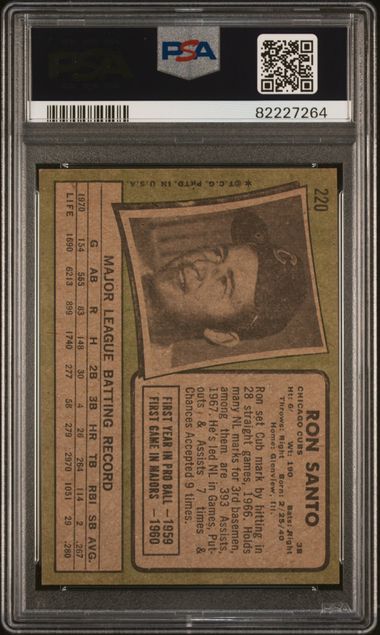 PSA
PSA
82227264
220
RON SANTO
CHICAGO CUBS 3B
Wt: 190 Bats: Right
Throws: Right Born: 2/25/40
Home: Glenview, Ill.
Ron set Cub mark by hitting in
28 straight games, 1966. Holds
many NL marks for 3rd basemen,
among them are 393 Assists,
1967. He's led NL in Games, Put-
outs & Assists 7 times &
Chances Accepted 9 times.
FIRST YEAR IN PRO BALL — 1959
FIRST GAME IN MAJORS — 1960
* ©T.C.G. PRTD. IN U.S.A.
C
MAJOR LEAGUE BATTING RECORD
G AB R H 2B 3B HR TB RBI SB AVG.
1970 154 555 83 148 30 4 26 264 114 2 .267
LIFE 1690 6213 899 1740 277 58 279 2970 1051 29 .280
PSA